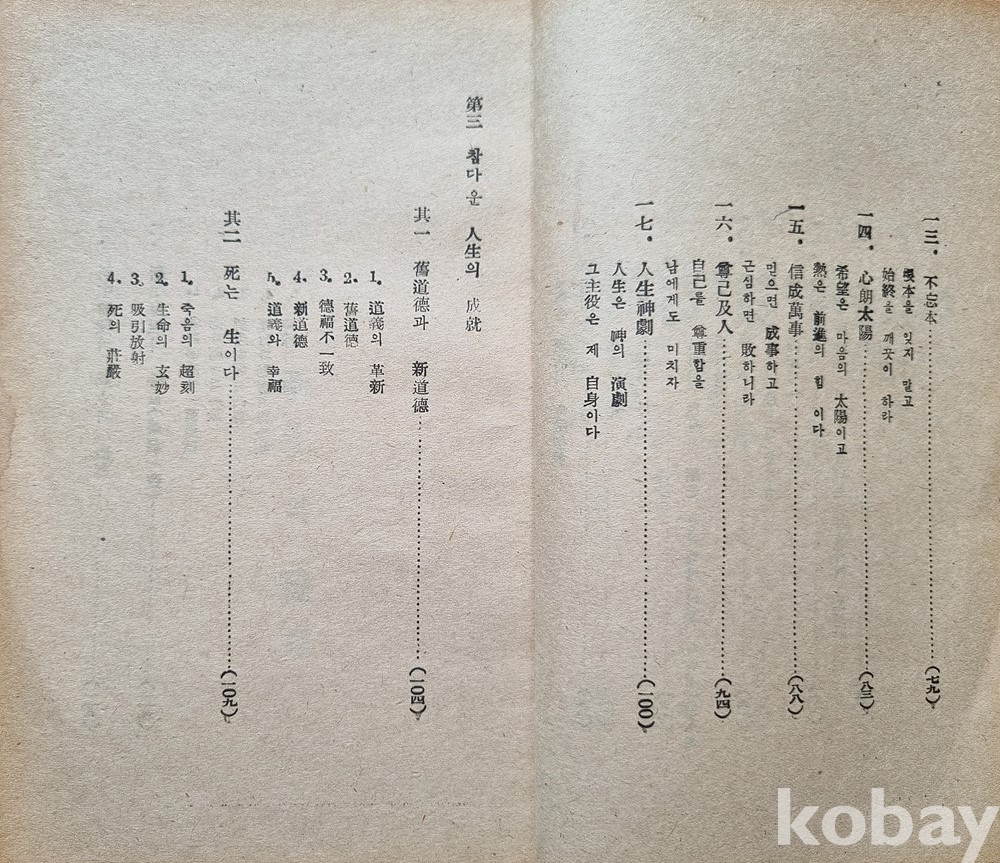 一三. 不忘本 (七九)
根本을 잊지 말고
始終을 깨끗이 하라
一四. 心朗太陽 (八三)
希望은 마음의 太陽이고
熱은 前進의 힘 이다
一五. 信成萬事 (八八)
믿으면 成事하고
근심하면 敗하니라
一六. 尊己及人 (九四)
自己를 尊重함을
남에게도 미치자
一七. 人生神劇 (一〇〇)
人生은 神의 演劇
그主役은 제 自身이다
第三 참다운 人生의 成就
其一 舊道德과 新道德 (一〇四)
1. 道義의 革新
2. 舊道德
3. 德福不一致
4. 新道德
5. 道義와 幸福
其二 死는 生이다 (一〇九)
1. 죽음의 超刻
2. 生命의 玄妙
3. 吸引放射
4. 死의 莊嚴
kobay